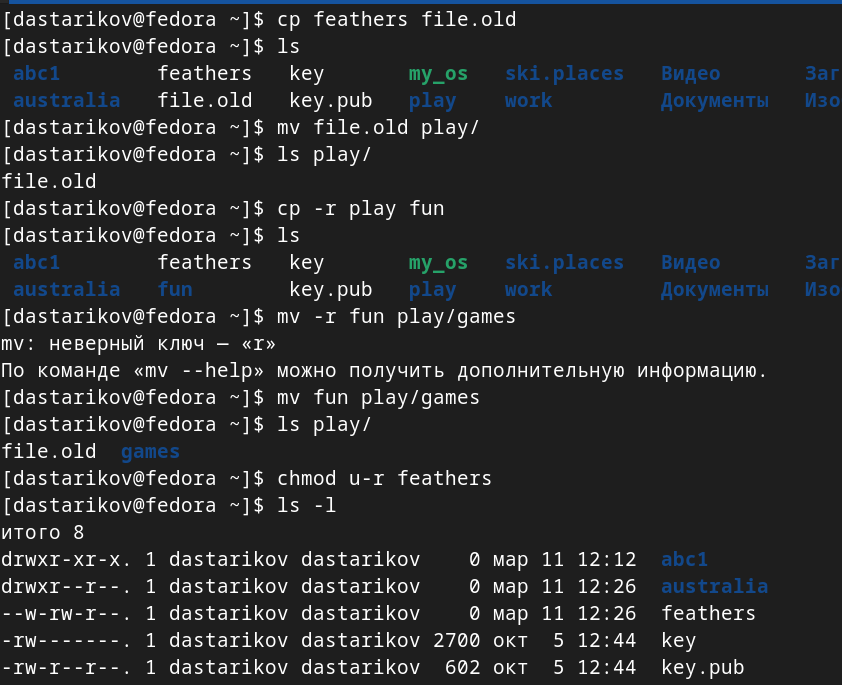 [dastarikov@fedora ~]$ cp feathers file.old
[dastarikov@fedora ~]$ ls
abc1 feathers key my_os ski.places Видео Заг
australia file.old key.pub play work Документы Изо
[dastarikov@fedora ~]$ mv file.old play/
[dastarikov@fedora ~]$ ls play/
file.old
[dastarikov@fedora ~]$ cp -r play fun
[dastarikov@fedora ~]$ ls
abc1 feathers key my_os ski.places Видео Заг
australia fun key.pub play work Документы Изо
[dastarikov@fedora ~]$ mv -r fun play/games
mv: неверный ключ — «r»
По команде «mv --help» можно получить дополнительную информацию.
[dastarikov@fedora ~]$ mv fun play/games
[dastarikov@fedora ~]$ ls play/
file.old games
[dastarikov@fedora ~]$ chmod u-r feathers
[dastarikov@fedora ~]$ ls -l
итого 8
drwxr-xr-x. 1 dastarikov dastarikov 0 мар 11 12:12 abc1
drwxr--r--. 1 dastarikov dastarikov 0 мар 11 12:26 australia
--w-rw-r--. 1 dastarikov dastarikov 0 мар 11 12:26 feathers
-rw-------. 1 dastarikov dastarikov 2700 окт 5 12:44 key
-rw-r--r--. 1 dastarikov dastarikov 602 окт 5 12:44 key.pub